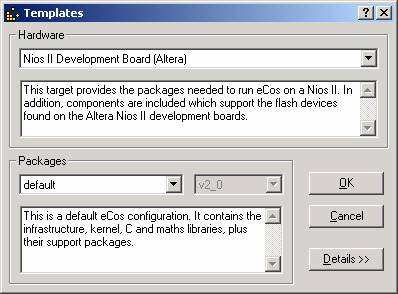 Templates
Hardware
Nios II Development Board (Altera)
This target provides the packages needed to run eCos on a Nios II. In
addition, components are included which support the flash devices
found on the Altera Nios II development boards.
Packages
default
v2_0
This is a default eCos configuration. It contains the
infrastructure, kernel, C and maths libraries, plus
their support packages.
OK
Cancel
Details >>